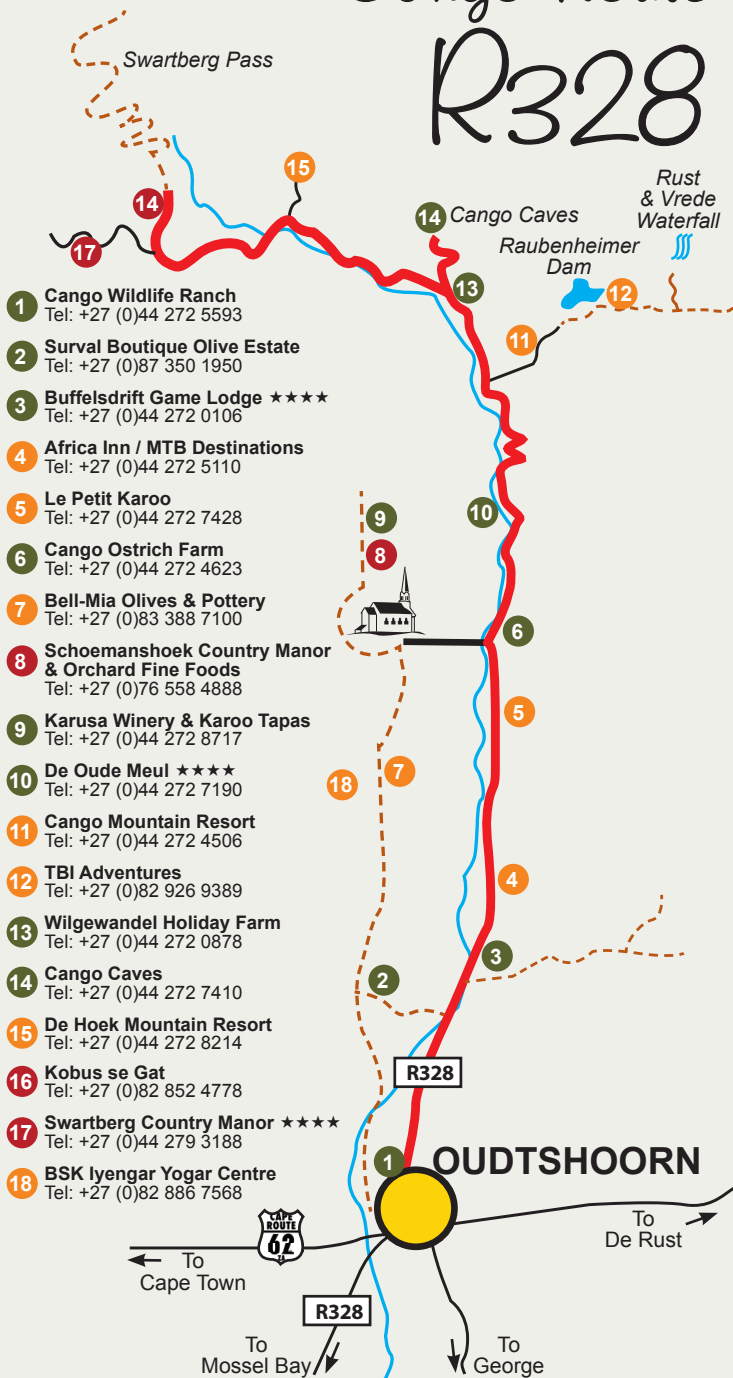 Cango Route
R328
Swartberg Pass
15
14
17
14 Cango Caves
Rust
& Vrede
Waterfall
Raubenheimer
Dam
12
13
11
1 Cango Wildlife Ranch
Tel: +27 (0)44 272 5593
2 Surval Boutique Olive Estate
Tel: +27 (0)87 350 1950
3 Buffelsdrift Game Lodge ★★★★
Tel: +27 (0)44 272 0106
4 Africa Inn / MTB Destinations
Tel: +27 (0)44 272 5110
5 Le Petit Karoo
Tel: +27 (0)44 272 7428
6 Cango Ostrich Farm
Tel: +27 (0)44 272 4623
7 Bell-Mia Olives & Pottery
Tel: +27 (0)83 388 7100
8 Schoemanshoek Country Manor
& Orchard Fine Foods
Tel: +27 (0)76 558 4888
9 Karusa Winery & Karoo Tapas
Tel: +27 (0)44 272 8717
10 De Oude Meul ★★★★
Tel: +27 (0)44 272 7190
11 Cango Mountain Resort
Tel: +27 (0)44 272 4506
12 TBI Adventures
Tel: +27 (0)82 926 9389
13 Wilgewandel Holiday Farm
Tel: +27 (0)44 272 0878
14 Cango Caves
Tel: +27 (0)44 272 7410
15 De Hoek Mountain Resort
Tel: +27 (0)44 272 8214
16 Kobus se Gat
Tel: +27 (0)82 852 4778
17 Swartberg Country Manor ★★★★
Tel: +27 (0)44 279 3188
18 BSK Iyengar Yogar Centre
Tel: +27 (0)82 886 7568
10
9
8
6
5
7
18
4
3
2
R328
1
OUDTSHOORN
CAPE
ROUTE
62
To
Cape Town
To
De Rust
R328
To
Mossel Bay
To
George